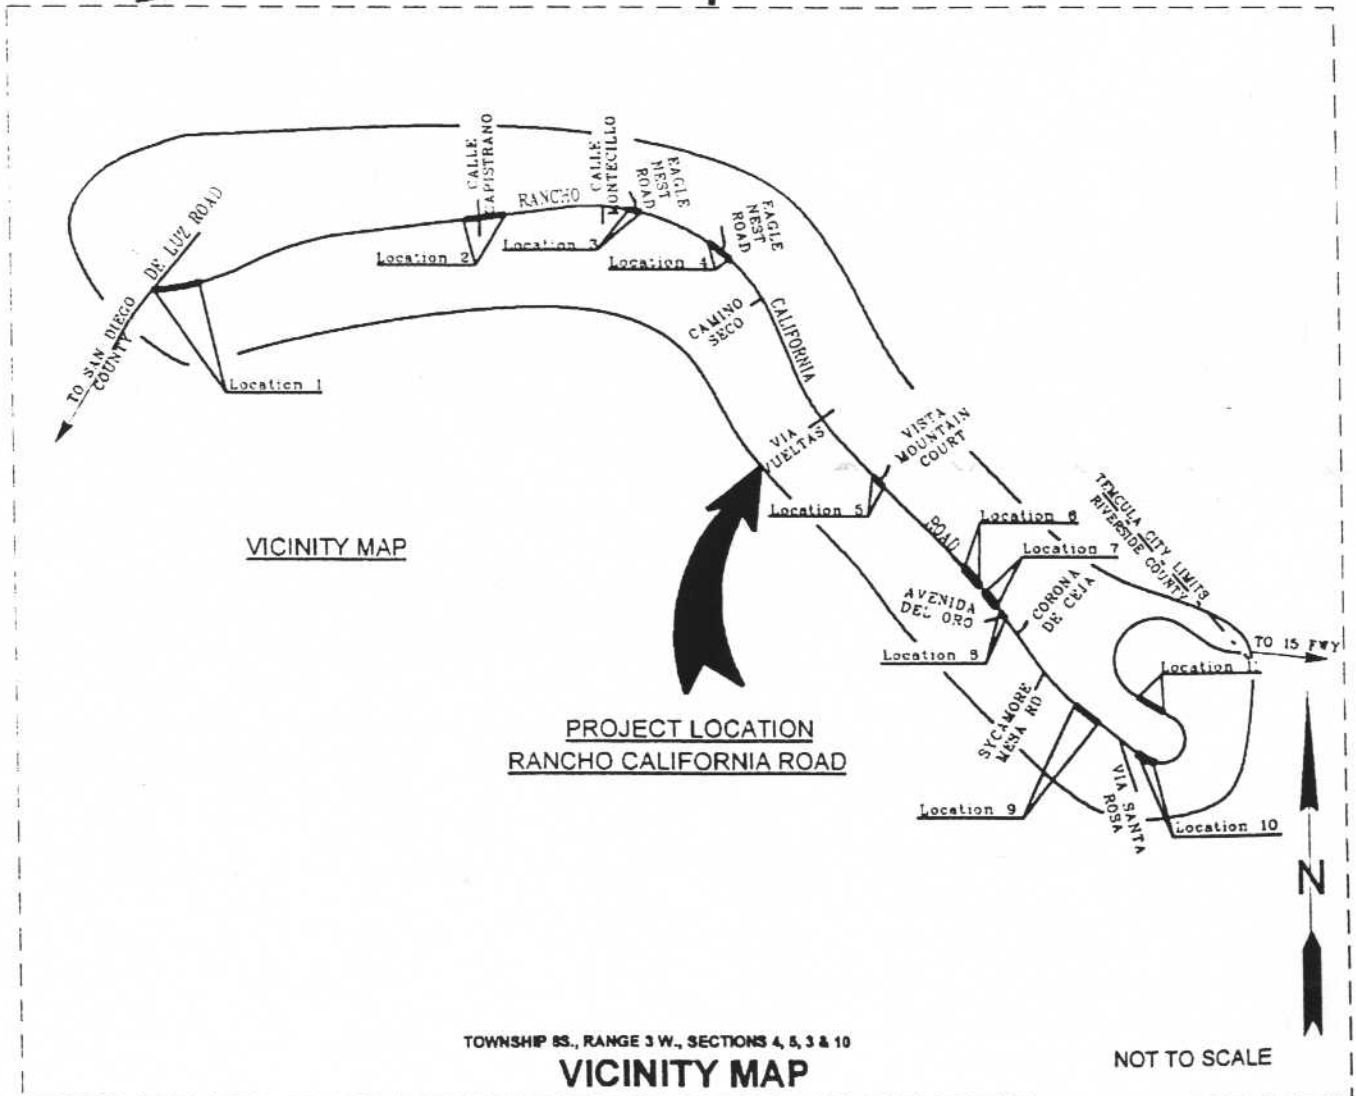 CALLE
CAPISTRANO
RANCHO
CALLE
MONTECILLO
EAGLE
NEST
ROAD
EAGLE
NEST
ROAD
DE LUZ ROAD
Location 2
Location 3
Location 4
TO SAN DIEGO
COUNTY
Location 1
CAMINO
SECO
CALIFORNIA
VIA
VUELTAS
VISTA
MOUNTAIN
COURT
Location 5
ROAD
Location 6
Location 7
TEMCULA CITY LIMITS
RIVERSIDE COUNTY
VICINITY MAP
AVENIDA
DEL ORO
CORONA
DE CEIA
Location 8
TO 15 FWY
Location 11
PROJECT LOCATION
RANCHO CALIFORNIA ROAD
SYCAMORE
MESA RD
Location 9
VIA SANTA
ROSA
Location 10
N
TOWNSHIP 8S., RANGE 3 W., SECTIONS 4, 5, 3 & 10
VICINITY MAP
NOT TO SCALE